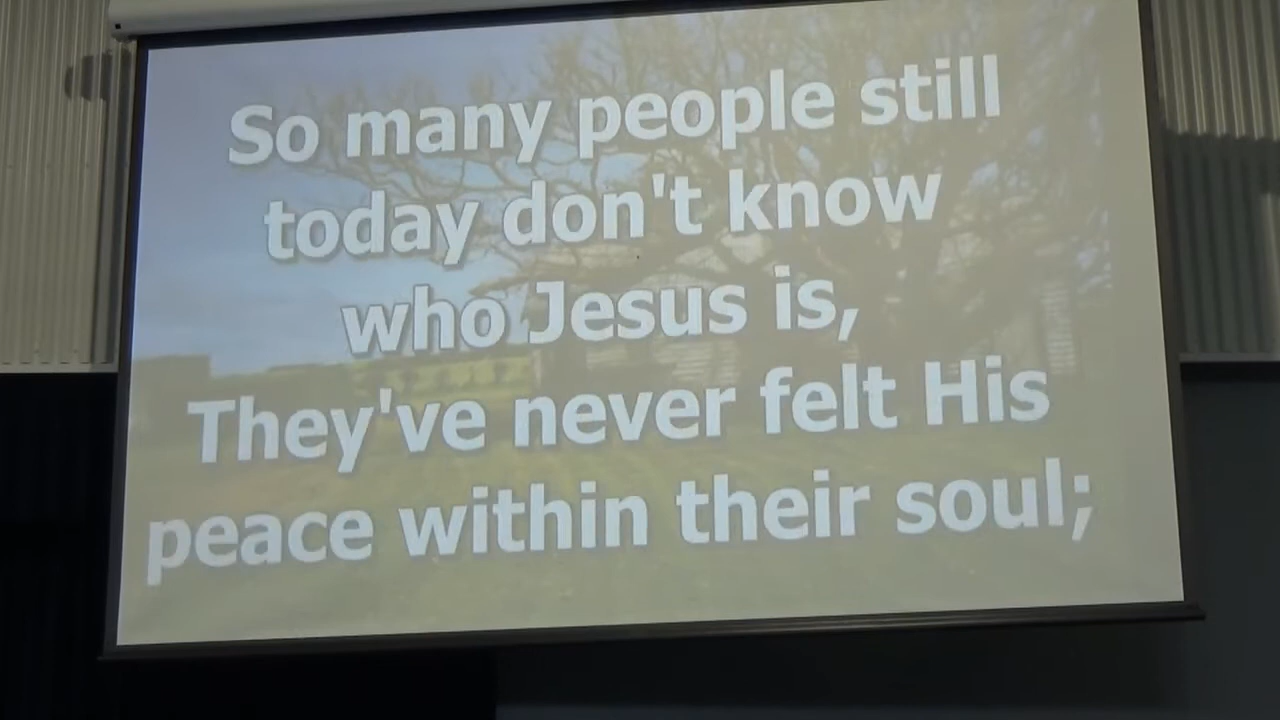 So many people still
today don't know
who Jesus is,
They've never felt His
peace within their soul;